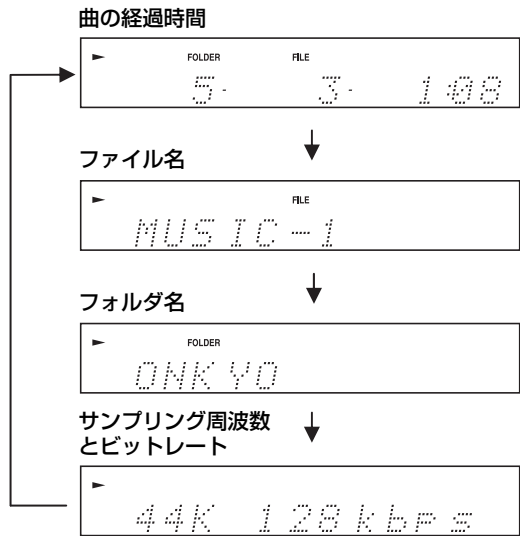 曲の経過時間
FOLDER FILE
5- 3- 1:08
ファイル名
FILE
MUSIC-1
フォルダ名
FOLDER
ONKYO
サンプリング周波数
とビットレート
44K 128kbps